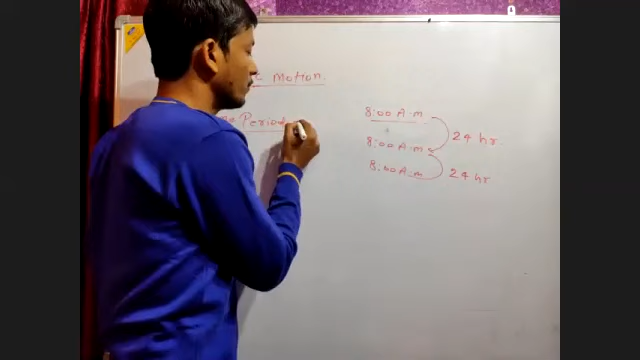 Motion.
Period
8:00 A.m
24 hr.
8:00 A.m
8:00 A.m
24 hr